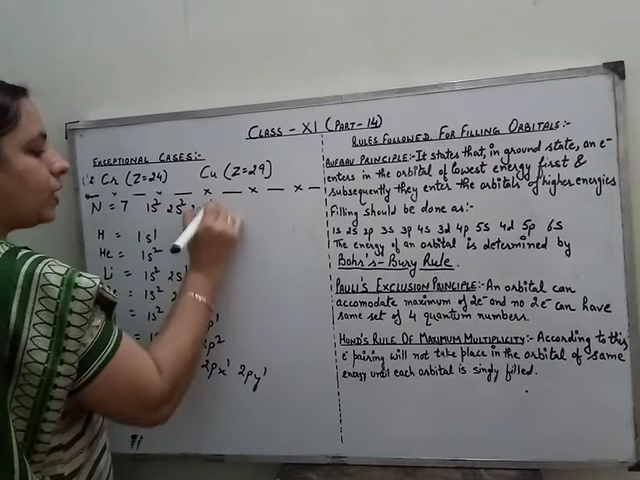 CLASS - XI (PART-14)
EXCEPTIONAL CASES:-
Cr (Z=24) Cu (Z=29)
N = 7 1s² 2s²
H = 1s¹
He = 1s²
Li = 1s² 2s¹
= 1s² 2
= 1s²
p¹
p²
2px¹ 2py¹
RULES FOLLOWED FOR FILLING ORBITALS:-
AUFBAU PRINCIPLE:- It states that, in ground state, an e⁻
enters in the orbital of lowest energy first &
subsequently they enter the orbitals of higher energies
Filling should be done as:-
1s 2s 2p 3s 3p 4s 3d 4p 5s 4d 5p 6s
The energy of an orbital is determined by
Bohr's-Bury Rule.
PAULI'S EXCLUSION PRINCIPLE:- An orbital can
accomodate maximum of 2e⁻ and no 2e⁻ can have
same set of 4 quantum numbers.
HUND'S RULE OF MAXIMUM MULTIPLICITY:- According to this
e⁻ pairing will not take place in the orbital of same
energy until each orbital is singly filled.